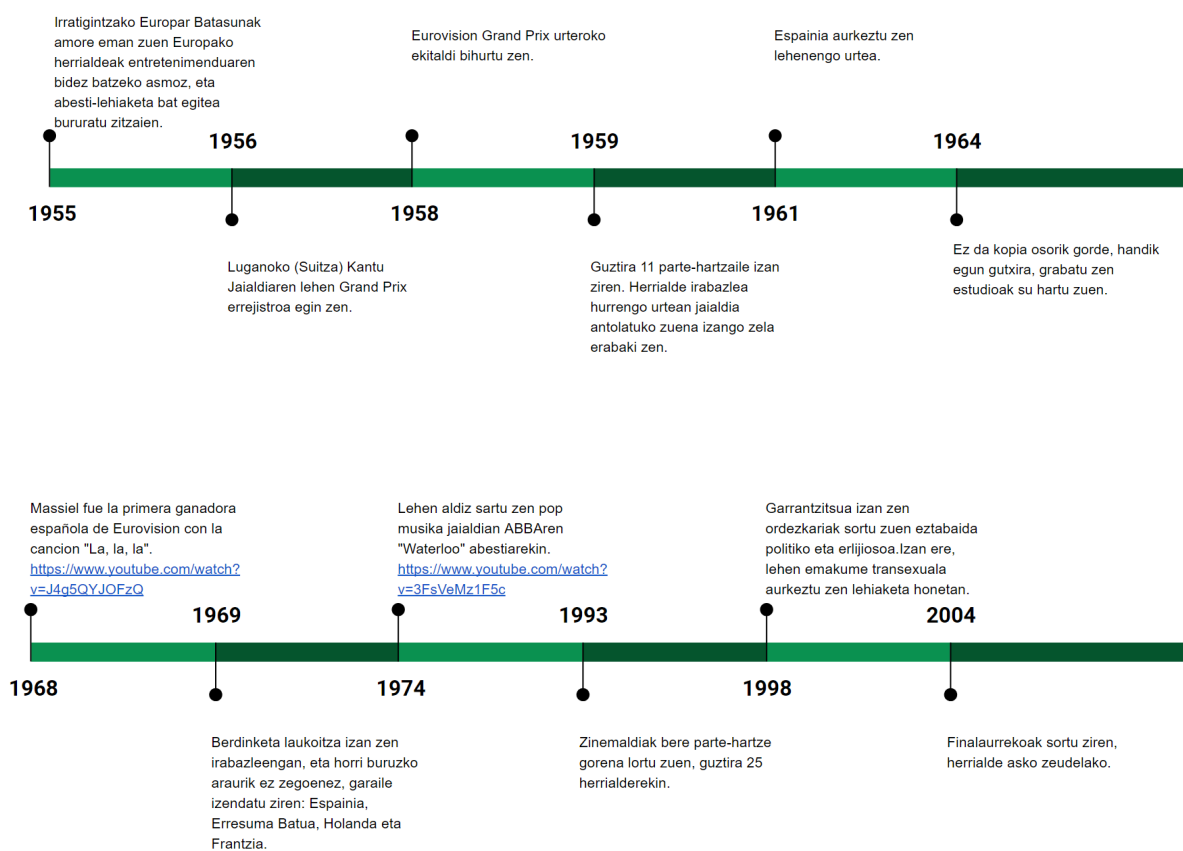 Irratigintzako Europar Batasunak
amore eman zuen Europako
herrialdeak entretenimenduaren
bidez batzeko asmoz, eta
abesti-lehiaketa bat egitea
bururatu zitzaien.
1955
1956
Luganoko (Suitza) Kantu
Jaialdiaren lehen Grand Prix
errejistroa egin zen.
Eurovision Grand Prix urteroko
ekitaldi bihurtu zen.
1958
1959
Guztira 11 parte-hartzaile izan
ziren. Herrialde irabazlea
hurrengo urtean jaialdia
antolatuko zuena izango zela
erabaki zen.
Espainia aurkeztu zen
lehenengo urtea.
1961
1964
Ez da kopia osorik gorde, handik
egun gutxira, grabatu zen
estudioak su hartu zuen.
Massiel fue la primera ganadora
española de Eurovision con la
cancion "La, la, la".
https://www.youtube.com/watch?
v=J4g5QYJOFzQ
1968
1969
Berdinketa laukoitza izan zen
irabazleengan, eta horri buruzko
araurik ez zegoenez, garaile
izendatu ziren: Espainia,
Erresuma Batua, Holanda eta
Frantzia.
Lehen aldiz sartu zen pop
musika jaialdian ABBAren
"Waterloo" abestiarekin.
https://www.youtube.com/watch?
v=3FsVeMz1F5c
1974
1993
Zinemaldiak bere parte-hartze
gorena lortu zuen, guztira 25
herrialderekin.
Garrantzitsua izan zen
ordezkariak sortu zuen eztabaida
politiko eta erlijiosoa.Izan ere,
lehen emakume transexuala
aurkeztu zen lehiaketa honetan.
1998
2004
Finalaurrekoak sortu ziren,
herrialde asko zeudelako.